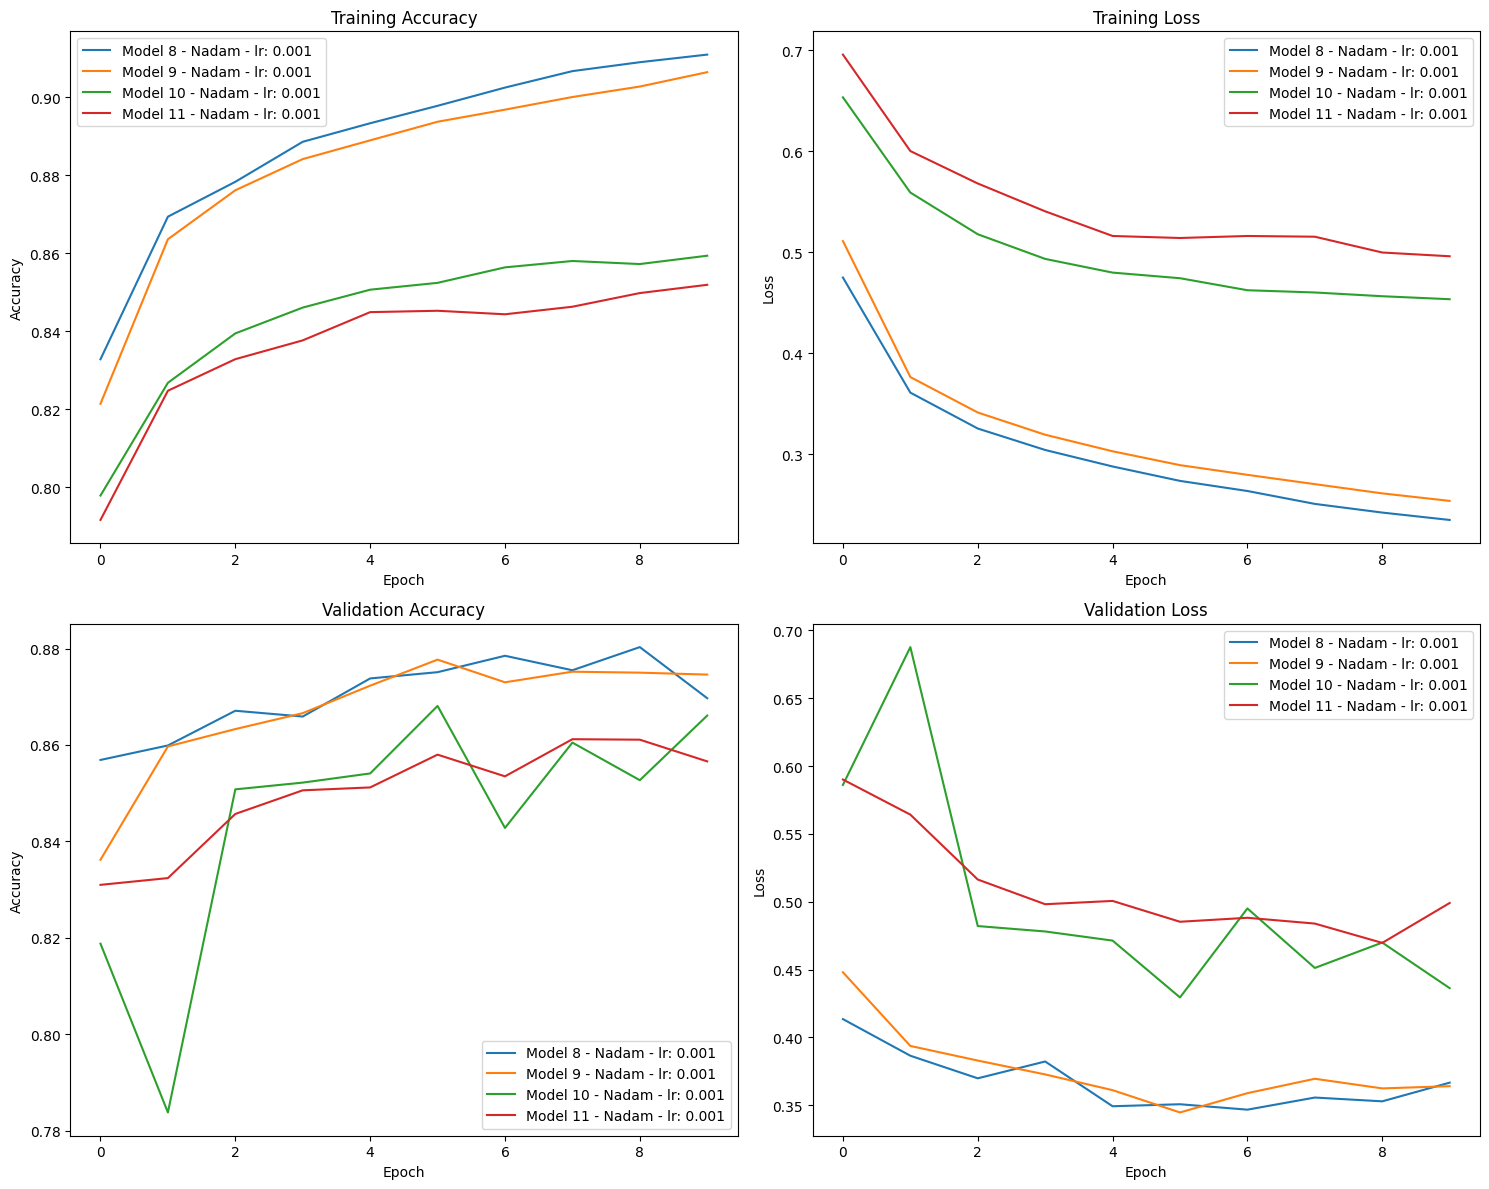 Training Accuracy
Model 8 - Nadam - lr: 0.001
Model 9 - Nadam - lr: 0.001
Model 10 - Nadam - lr: 0.001
Model 11 - Nadam - lr: 0.001
0.90
0.88
0.86
0.84
0.82
0.80
Accuracy
0 2 4 6 8
Epoch
Training Loss
Model 8 - Nadam - lr: 0.001
Model 9 - Nadam - lr: 0.001
Model 10 - Nadam - lr: 0.001
Model 11 - Nadam - lr: 0.001
0.7
0.6
0.5
0.4
0.3
Loss
0 2 4 6 8
Epoch
Validation Accuracy
0.88
0.86
0.84
0.82
0.80
0.78
Accuracy
Model 8 - Nadam - lr: 0.001
Model 9 - Nadam - lr: 0.001
Model 10 - Nadam - lr: 0.001
Model 11 - Nadam - lr: 0.001
0 2 4 6 8
Epoch
Validation Loss
Model 8 - Nadam - lr: 0.001
Model 9 - Nadam - lr: 0.001
Model 10 - Nadam - lr: 0.001
Model 11 - Nadam - lr: 0.001
0.70
0.65
0.60
0.55
0.50
0.45
0.40
0.35
Loss
0 2 4 6 8
Epoch